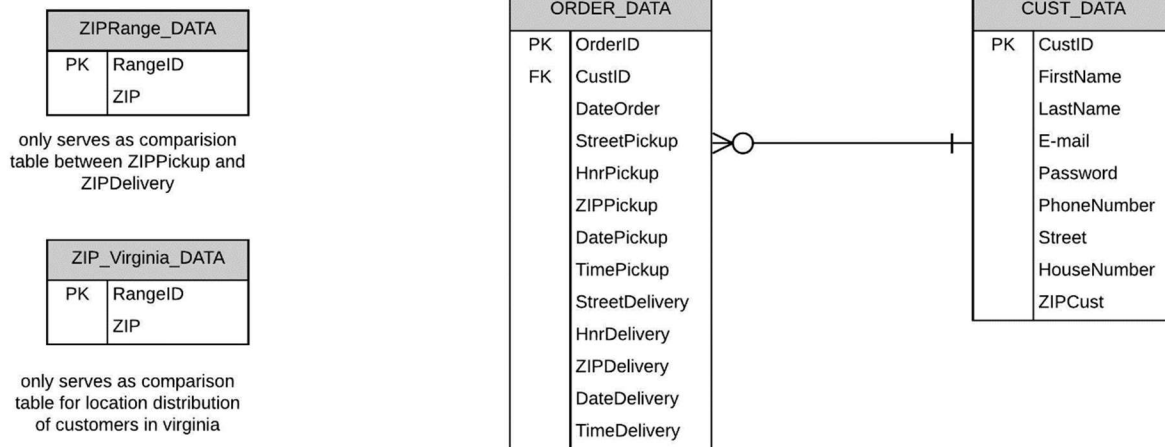 ZIPRange_DATA
PK RangeID
ZIP
only serves as comparision
table between ZIPPickup and
ZIPDelivery
ZIP_Virginia_DATA
PK RangeID
ZIP
only serves as comparison
table for location distribution
of customers in virginia
ORDER_DATA
PK OrderID
FK CustID
DateOrder
StreetPickup
HnrPickup
ZIPPickup
DatePickup
TimePickup
StreetDelivery
HnrDelivery
ZIPDelivery
DateDelivery
TimeDelivery
CUST_DATA
PK CustID
FirstName
LastName
E-mail
Password
PhoneNumber
Street
HouseNumber
ZIPCust